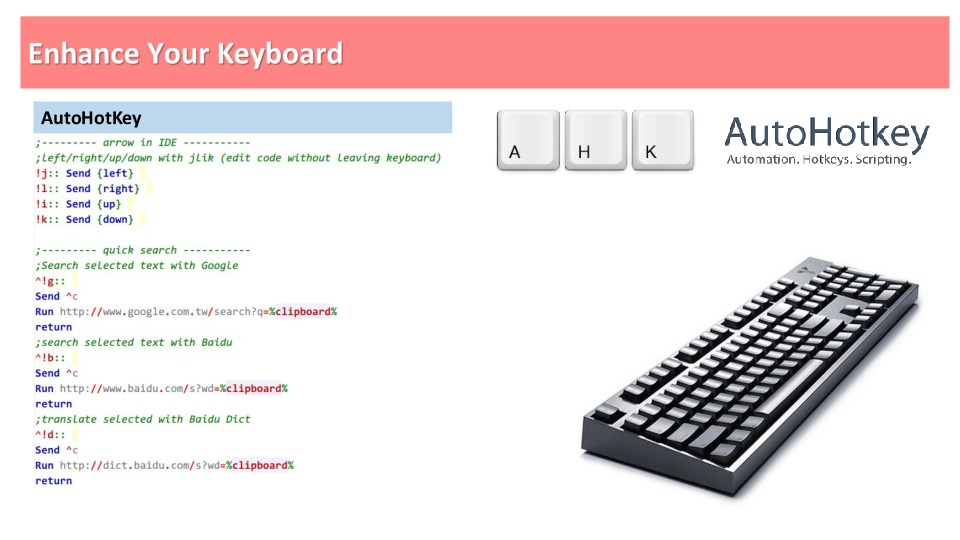 Enhance Your Keyboard
AutoHotKey
;--------- arrow in IDE -----------
;left/right/up/down with jlik (edit code without leaving keyboard)
!j:: Send {left}
!l:: Send {right}
!i:: Send {up}
!k:: Send {down}
;--------- quick search -----------
;Search selected text with Google
^!g::
Send ^c
Run http://www.google.com.tw/search?q=%clipboard%
return
;search selected text with Baidu
^!b::
Send ^c
Run http://www.baidu.com/s?wd=%clipboard%
return
;translate selected with Baidu Dict
^!d::
Send ^c
Run http://dict.baidu.com/s?wd=%clipboard%
return
A H K
AutoHotkey
Automation. Hotkeys. Scripting.